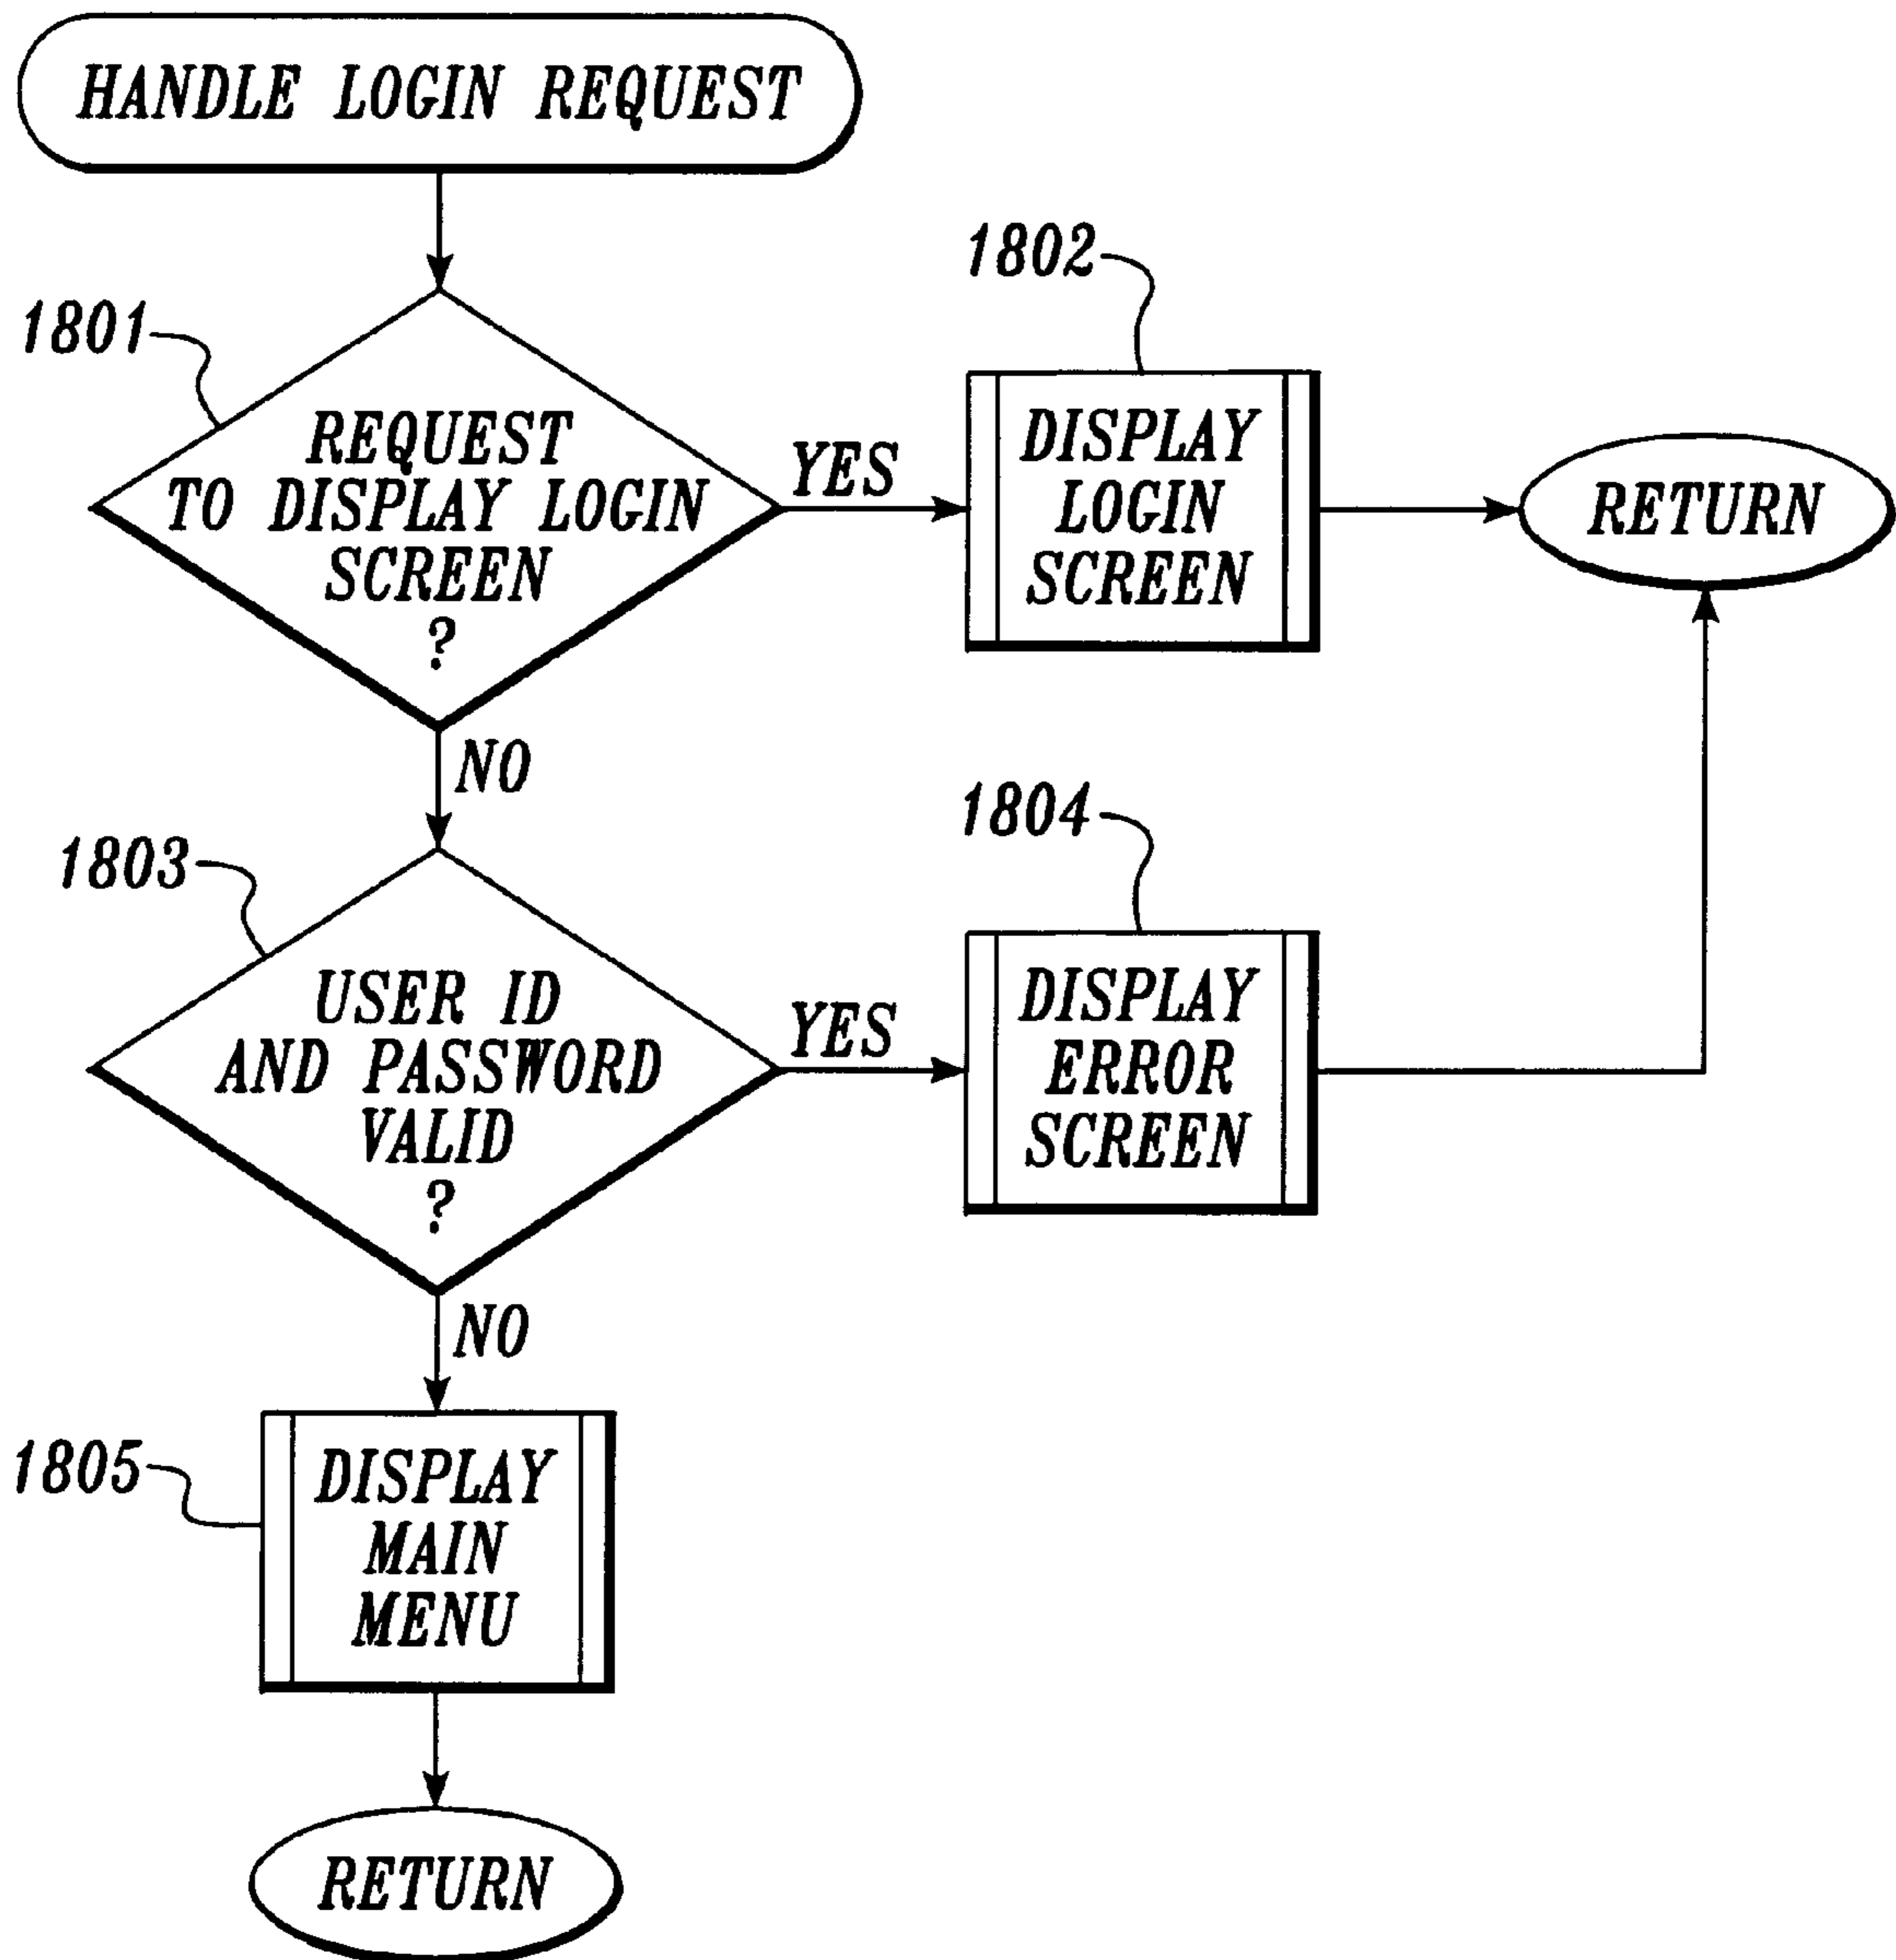 HANDLE LOGIN REQUEST
1801
REQUEST
TO DISPLAY LOGIN
SCREEN
?
YES
1802
DISPLAY
LOGIN
SCREEN
RETURN
NO
1803
USER ID
AND PASSWORD
VALID
?
YES
1804
DISPLAY
ERROR
SCREEN
NO
1805
DISPLAY
MAIN
MENU
RETURN